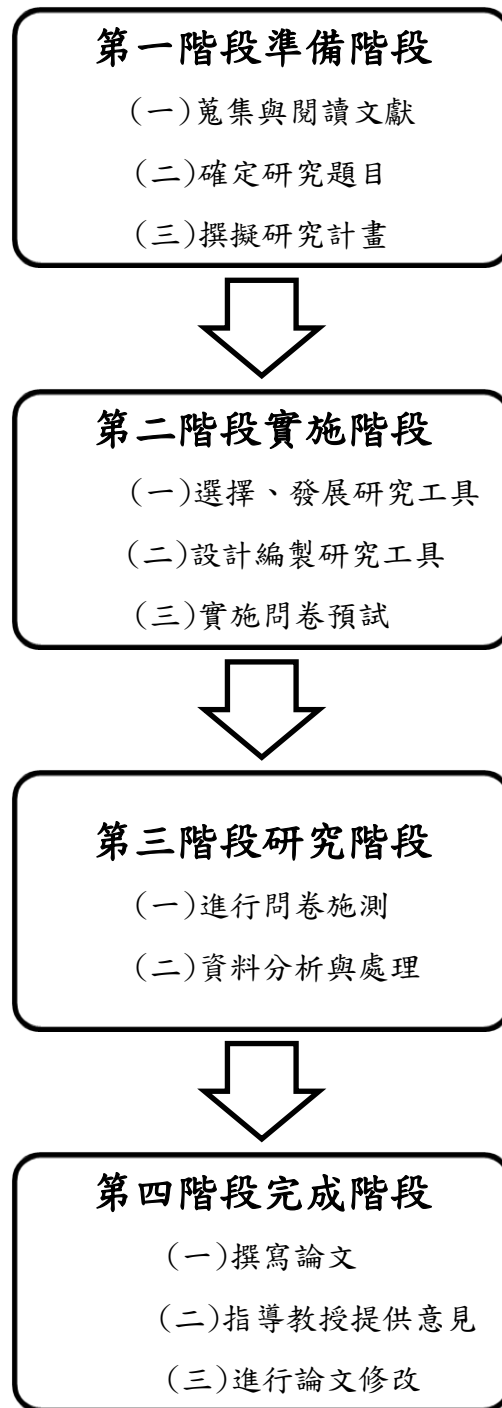 第一階段準備階段
(一)蒐集與閱讀文獻
(二)確定研究題目
(三)撰擬研究計畫
第二階段實施階段
(一)選擇、發展研究工具
(二)設計編製研究工具
(三)實施問卷預試
第三階段研究階段
(一)進行問卷施測
(二)資料分析與處理
第四階段完成階段
(一)撰寫論文
(二)指導教授提供意見
(三)進行論文修改